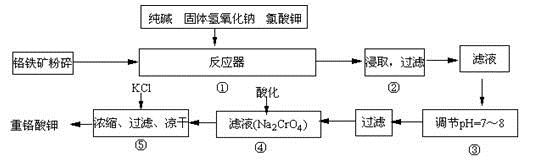 纯碱 固体氢氧化钠 氯酸钾
铬铁矿粉碎
反应器
浸取，过滤
滤液
①
②
KCl
酸化
重铬酸钾
浓缩、过滤、凉干
滤液(Na2CrO4)
过滤
调节pH=7～8
⑤
④
③